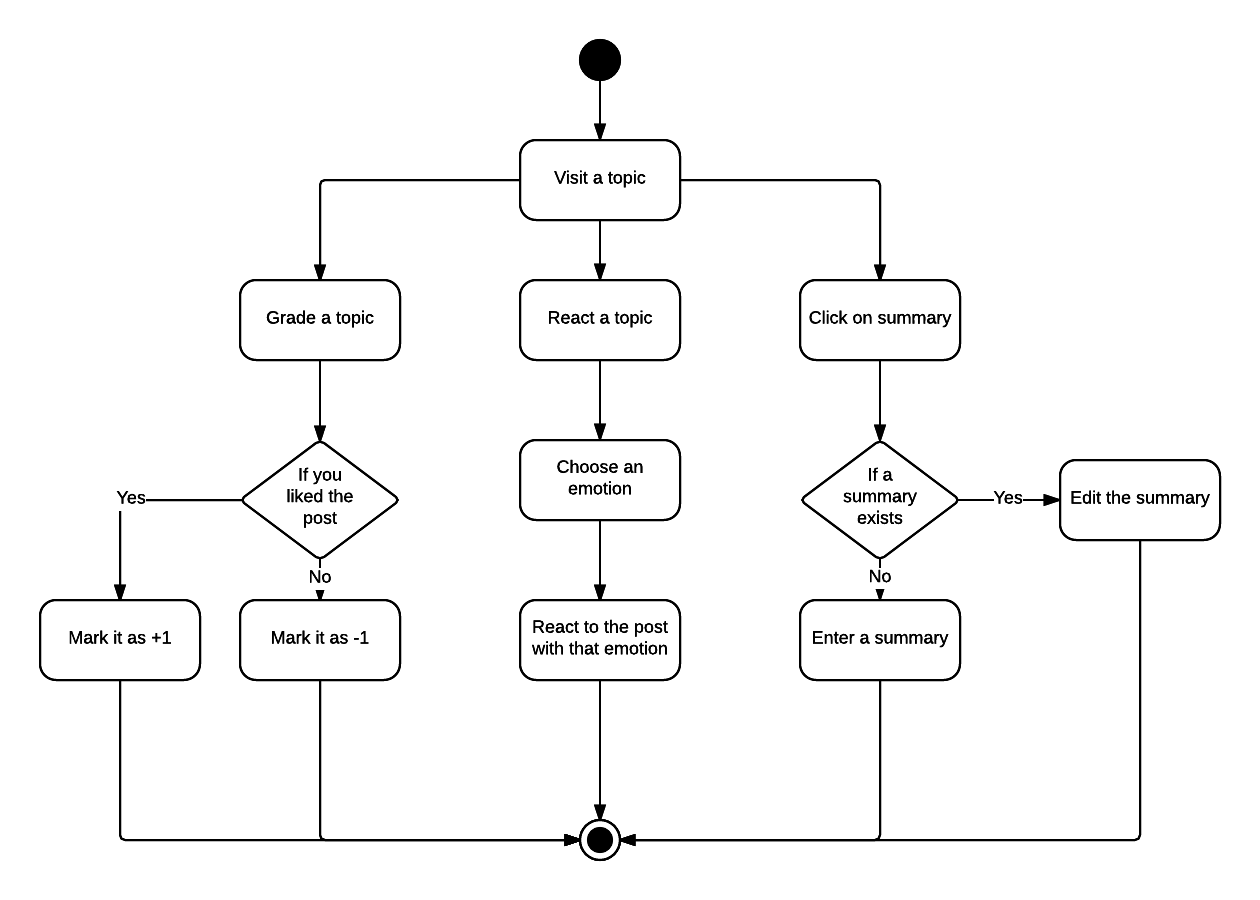 Visit a topic
Grade a topic
React a topic
Click on summary
If you
liked the
post
Yes
No
Choose an
emotion
If a
summary
exists
Yes
No
Edit the summary
Mark it as +1
Mark it as -1
React to the post
with that emotion
Enter a summary